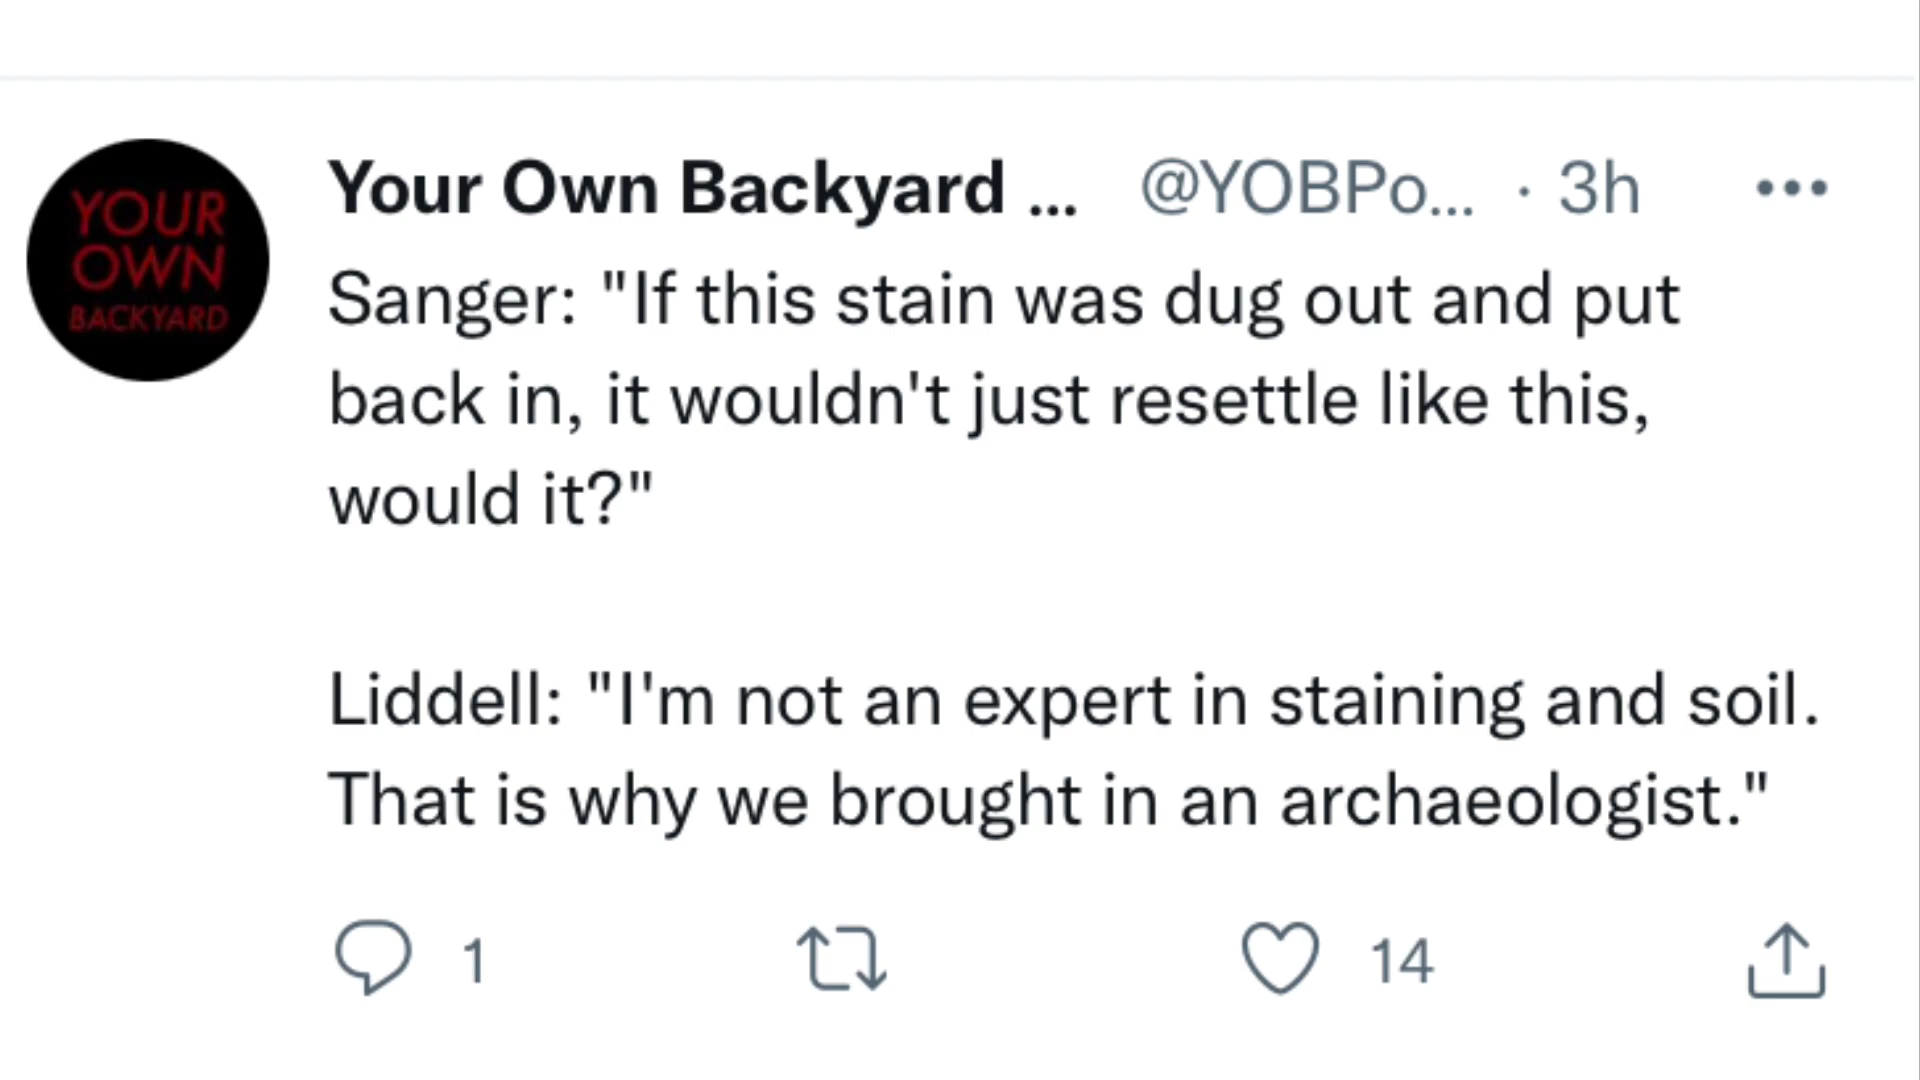 YOUR
OWN
BACKYARD
Your Own Backyard ... @YOBPo... · 3h
Sanger: "If this stain was dug out and put
back in, it wouldn't just resettle like this,
would it?"
Liddell: "I'm not an expert in staining and soil.
That is why we brought in an archaeologist."
1 14